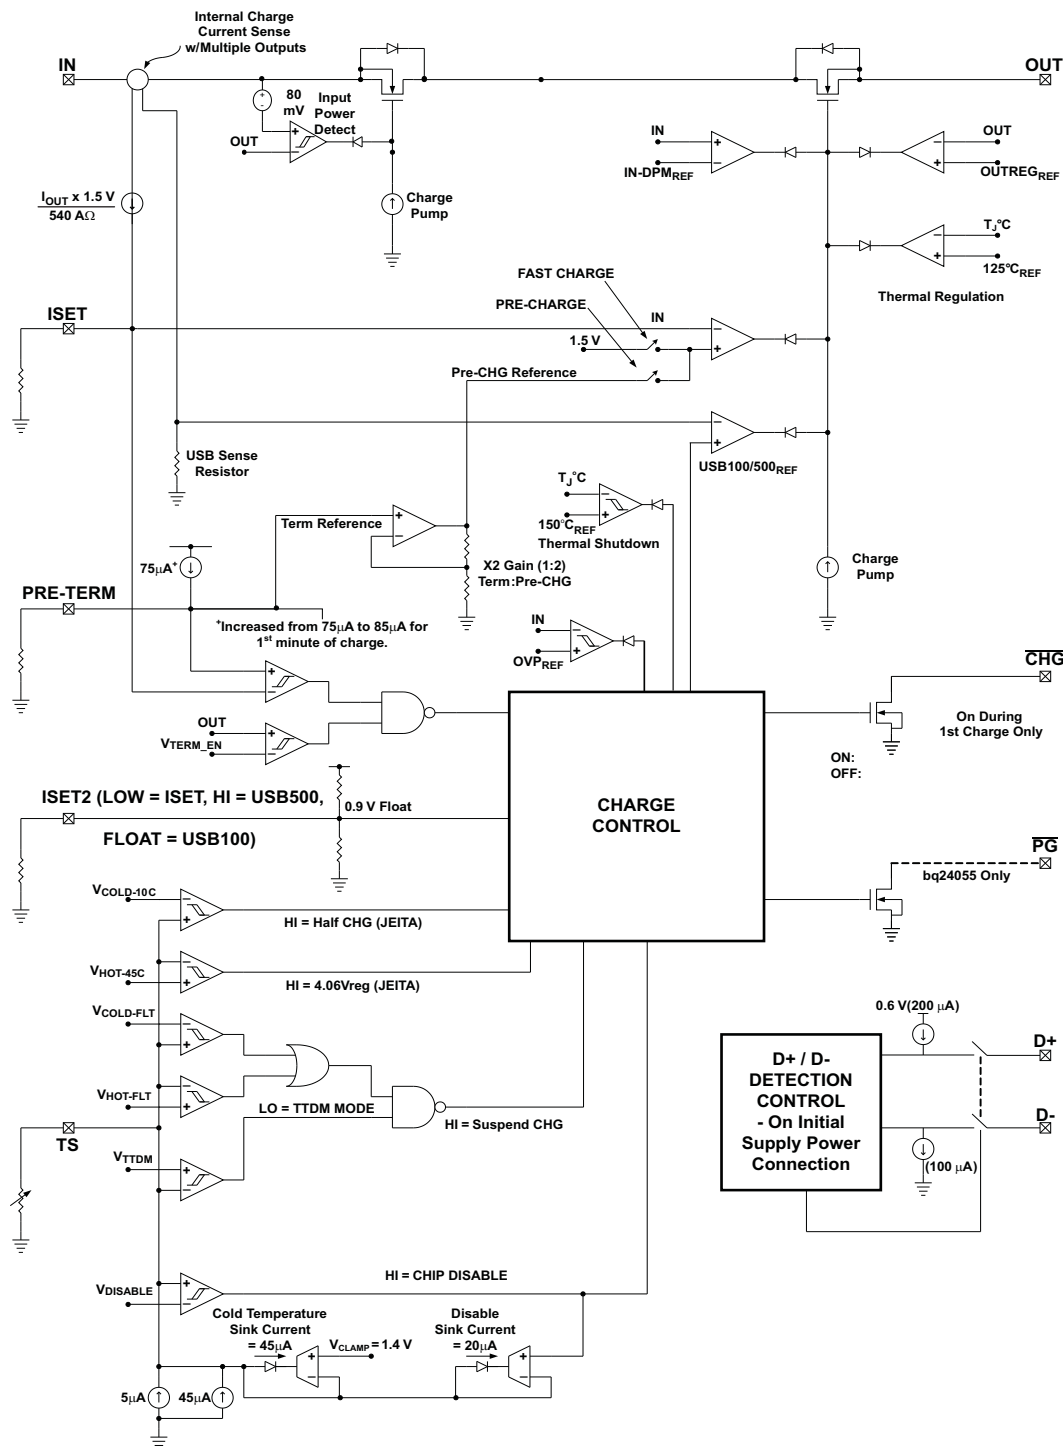 Internal Charge
Current Sense
w/Multiple Outputs
IN
OUT
80
mV
+
-
Input
Power
Detect
OUT
+
−
Charge
Pump
IN
IN-DPMREF
+
−
OUT
OUTREGREF
−
+
IOUT x 1.5 V
540 AΩ
TJ°C
125°CREF
−
+
Thermal Regulation
FAST CHARGE
PRE-CHARGE
ISET
IN
1.5 V
−
+
Pre-CHG Reference
USB Sense
Resistor
−
+
USB100/500REF
TJ°C
150°CREF
−
+
Thermal Shutdown
Term Reference
+
−
X2 Gain (1:2)
Term:Pre-CHG
75μA+
Charge
Pump
PRE-TERM
+Increased from 75μA to 85μA for
1st minute of charge.
IN
OVPREF
−
+
CHG
+
−
OUT
VTERM_EN
+
−
On During
1st Charge Only
ON:
OFF:
ISET2 (LOW = ISET, HI = USB500,
FLOAT = USB100)
0.9 V Float
CHARGE
CONTROL
PG
bq24055 Only
VCOLD-10C
−
+
HI = Half CHG (JEITA)
VHOT-45C
−
+
HI = 4.06Vreg (JEITA)
VCOLD-FLT
−
+
VHOT-FLT
−
+
LO = TTDM MODE
HI = Suspend CHG
TS
VTTDM
+
−
0.6 V(200 μA)
D+ / D-
DETECTION
CONTROL
- On Initial
Supply Power
Connection
D+
D-
(100 μA)
HI = CHIP DISABLE
VDISABLE
+
−
Cold Temperature
Sink Current
= 45μA
VCLAMP = 1.4 V
+
−
Disable
Sink Current
= 20μA
+
−
5μA
45μA